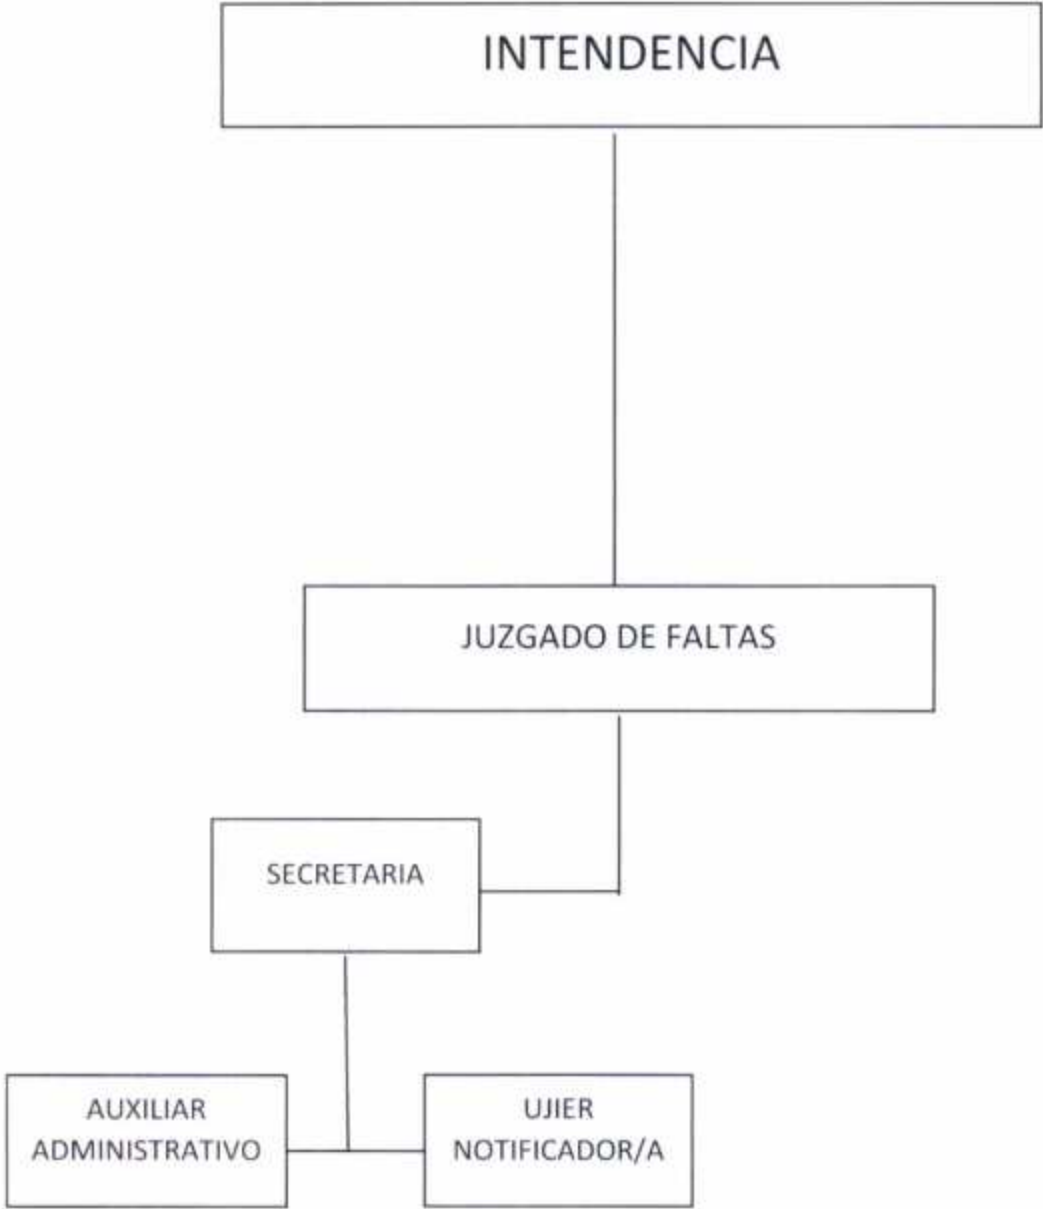 INTENDENCIA
JUZGADO DE FALTAS
SECRETARIA
AUXILIAR
ADMINISTRATIVO
UJIER
NOTIFICADOR/A